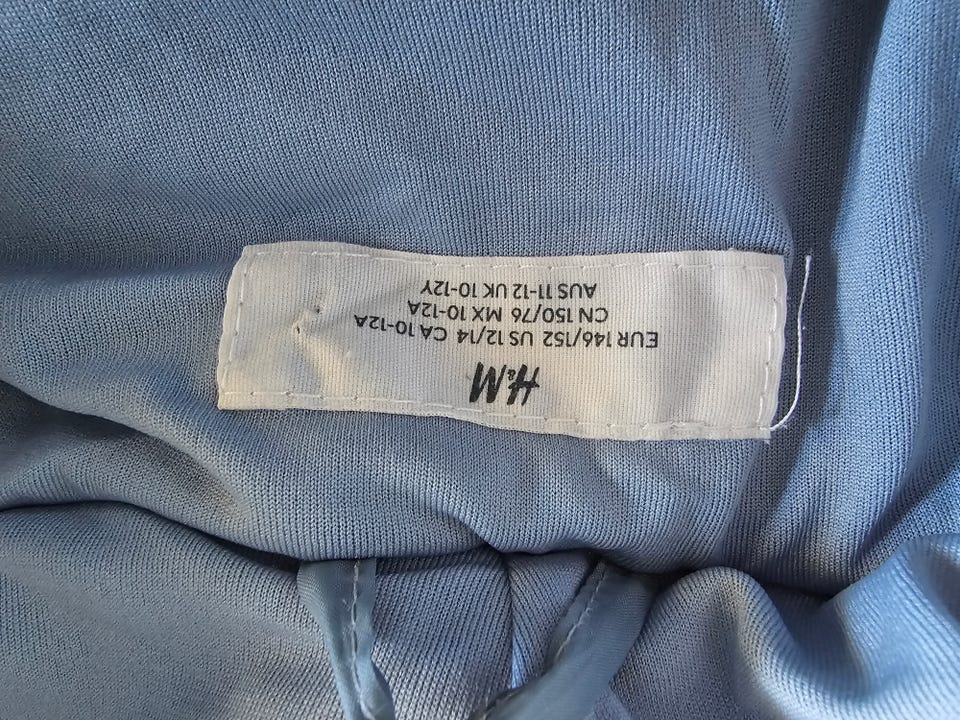 H&M
EUR 146/152 US 12/14 CA 10-12A
CN 150/76 MX 10-12A
AUS 11-12 UK 10-12Y